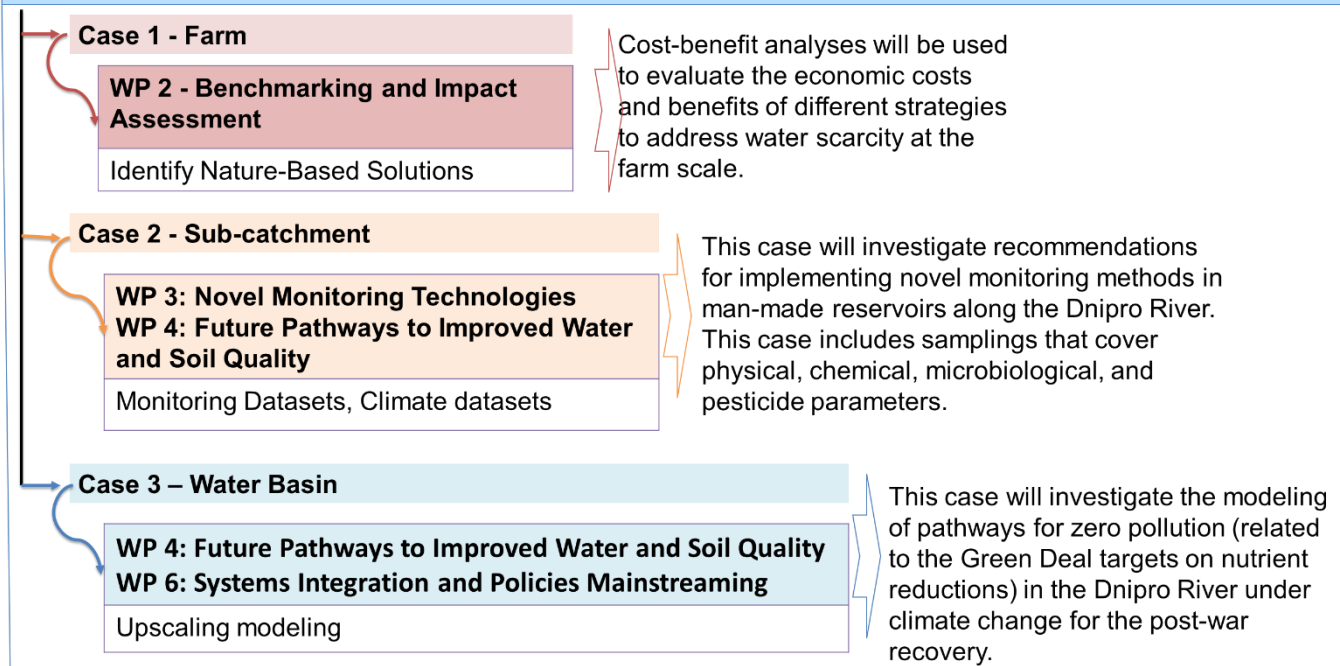 Case 1 - Farm
WP 2 - Benchmarking and Impact
Assessment
Identify Nature-Based Solutions
Cost-benefit analyses will be used
to evaluate the economic costs
and benefits of different strategies
to address water scarcity at the
farm scale.
Case 2 - Sub-catchment
WP 3: Novel Monitoring Technologies
WP 4: Future Pathways to Improved Water
and Soil Quality
Monitoring Datasets, Climate datasets
This case will investigate recommendations
for implementing novel monitoring methods in
man-made reservoirs along the Dnipro River.
This case includes samplings that cover
physical, chemical, microbiological, and
pesticide parameters.
Case 3 – Water Basin
WP 4: Future Pathways to Improved Water and Soil Quality
WP 6: Systems Integration and Policies Mainstreaming
Upscaling modeling
This case will investigate the modeling
of pathways for zero pollution (related
to the Green Deal targets on nutrient
reductions) in the Dnipro River under
climate change for the post-war
recovery.